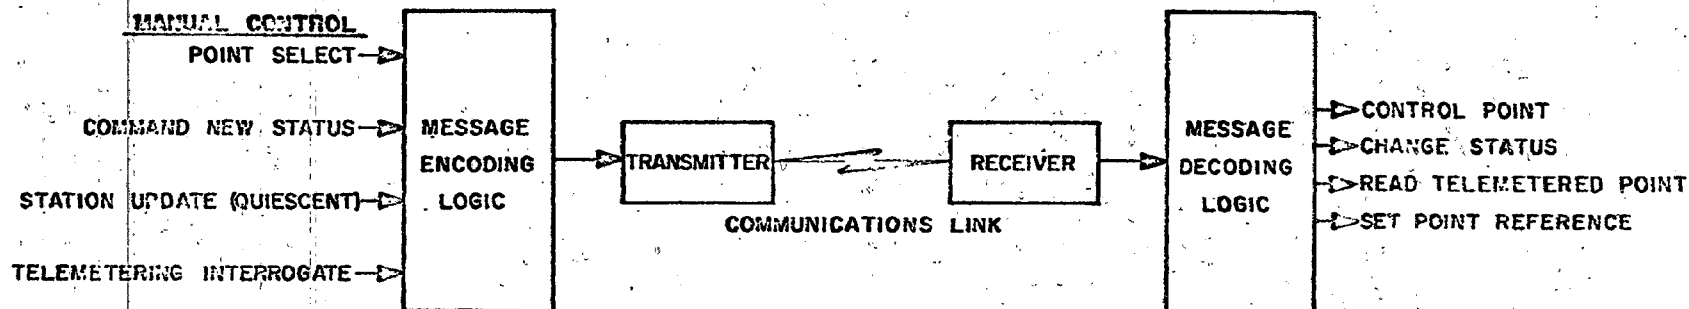 MANUAL CONTROL
POINT SELECT
COMMAND NEW STATUS
STATION UPDATE (QUIESCENT)
TELEMETERING INTERROGATE
MESSAGE
ENCODING
LOGIC
TRANSMITTER
COMMUNICATIONS LINK
RECEIVER
MESSAGE
DECODING
LOGIC
CONTROL POINT
CHANGE STATUS
READ TELEMETERED POINT
SET POINT REFERENCE